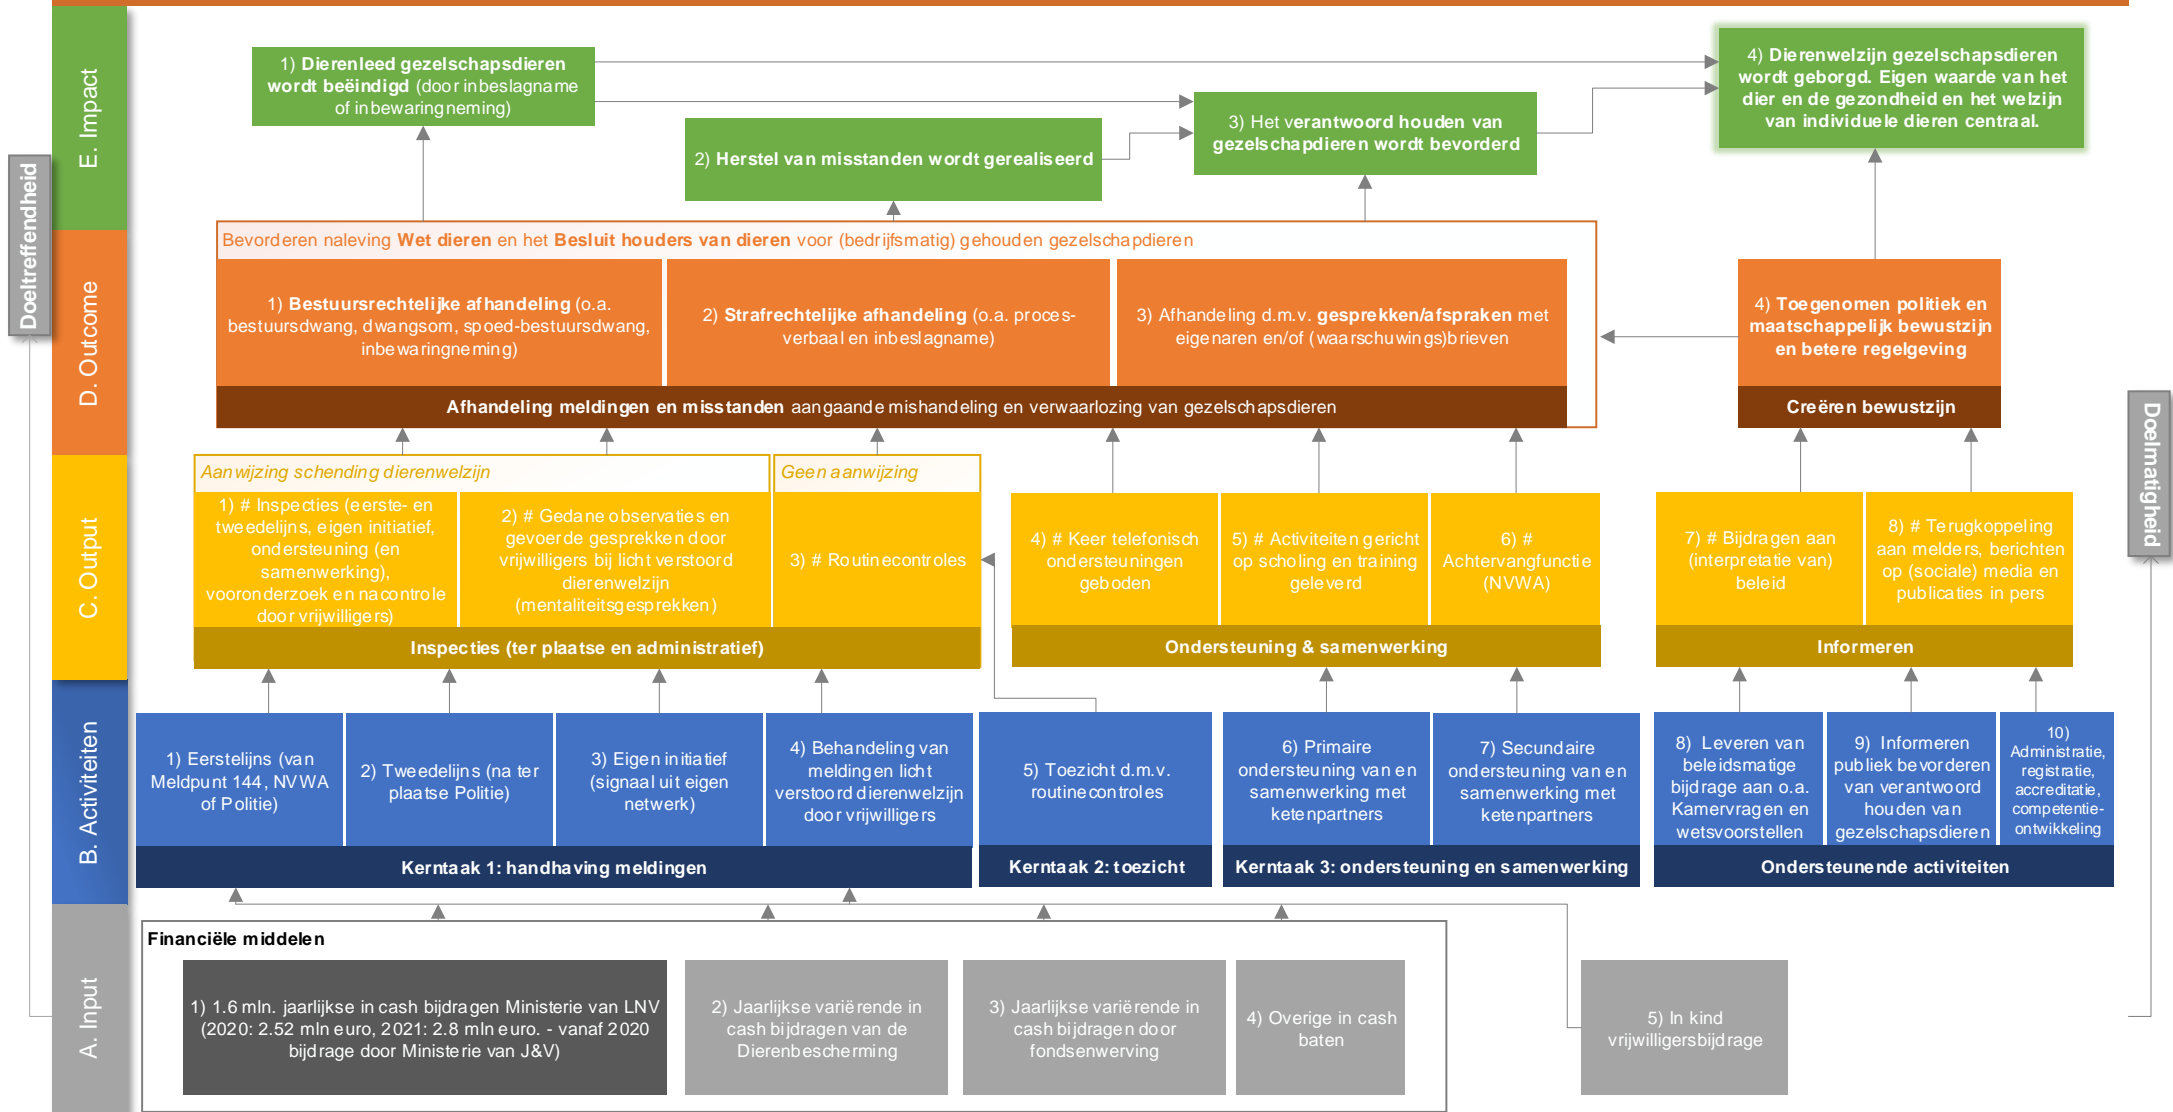 Doeltreffendheid
Doelmatigheid
E. Impact
1) Dierenleed gezelschapsdieren
wordt beëindigd (door inbeslagname
of inbewaringneming)
2) Herstel van misstanden wordt gerealiseerd
3) Het verantwoord houden van
gezelschapdieren wordt bevorderd
4) Dierenwelzijn gezelschapsdieren
wordt geborgd. Eigen waarde van het
dier en de gezondheid en het welzijn
van individuele dieren centraal.
D. Outcome
Bevorderen naleving Wet dieren en het Besluit houders van dieren voor (bedrijfsmatig) gehouden gezelschapdieren
1) Bestuursrechtelijke afhandeling (o.a.
bestuursdwang, dwangsom, spoed-bestuursdwang,
inbewaringneming)
2) Strafrechtelijke afhandeling (o.a. proces-
verbaal en inbeslagname)
3) Afhandeling d.m.v. gesprekken/afspraken met
eigenaren en/of (waarschuwings)brieven
Afhandeling meldingen en misstanden aangaande mishandeling en verwaarlozing van gezelschapsdieren
4) Toegenomen politiek en
maatschappelijk bewustzijn
en betere regelgeving
Creëren bewustzijn
C. Output
Aanwijzing schending dierenwelzijn
Geen aanwijzing
1) # Inspecties (eerste- en
tweedelijns, eigen initiatief,
ondersteuning (en
samenwerking),
vooronderzoek en nacontrole
door vrijwilligers)
2) # Gedane observaties en
gevoerde gesprekken door
vrijwilligers bij licht verstoord
dierenwelzijn
(mentaliteitsgesprekken)
3) # Routinecontroles
Inspecties (ter plaatse en administratief)
4) # Keer telefonisch
ondersteuningen
geboden
5) # Activiteiten gericht
op scholing en training
geleverd
6) #
Achtervangfunctie
(NVWA)
Ondersteuning & samenwerking
7) # Bijdragen aan
(interpretatie van)
beleid
8) # Terugkoppeling
aan melders, berichten
op (sociale) media en
publicaties in pers
Informeren
B. Activiteiten
1) Eerstelijns (van
Meldpunt 144, NVWA
of Politie)
2) Tweedelijns (na ter
plaatse Politie)
3) Eigen initiatief
(signaal uit eigen
netwerk)
4) Behandeling van
meldingen licht
verstoord dierenwelzijn
door vrijwilligers
Kerntaak 1: handhaving meldingen
5) Toezicht d.m.v.
routinecontroles
Kerntaak 2: toezicht
6) Primaire
ondersteuning van en
samenwerking met
ketenpartners
7) Secundaire
ondersteuning van en
samenwerking met
ketenpartners
Kerntaak 3: ondersteuning en samenwerking
8) Leveren van
beleidsmatige
bijdrage aan o.a.
Kamervragen en
wetsvoorstellen
9) Informeren
publiek bevorderen
van verantwoord
houden van
gezelschapsdieren
10)
Administratie,
registratie,
accreditatie,
competentie-
ontwikkeling
Ondersteunende activiteiten
A. Input
Financiële middelen
1) 1.6 mln. jaarlijkse in cash bijdragen Ministerie van LNV
(2020: 2.52 mln euro, 2021: 2.8 mln euro. - vanaf 2020
bijdrage door Ministerie van J&V)
2) Jaarlijkse variërende in
cash bijdragen van de
Dierenbescherming
3) Jaarlijkse variërende in
cash bijdragen door
fondsenwerving
4) Overige in cash
baten
5) In kind
vrijwilligersbijdrage